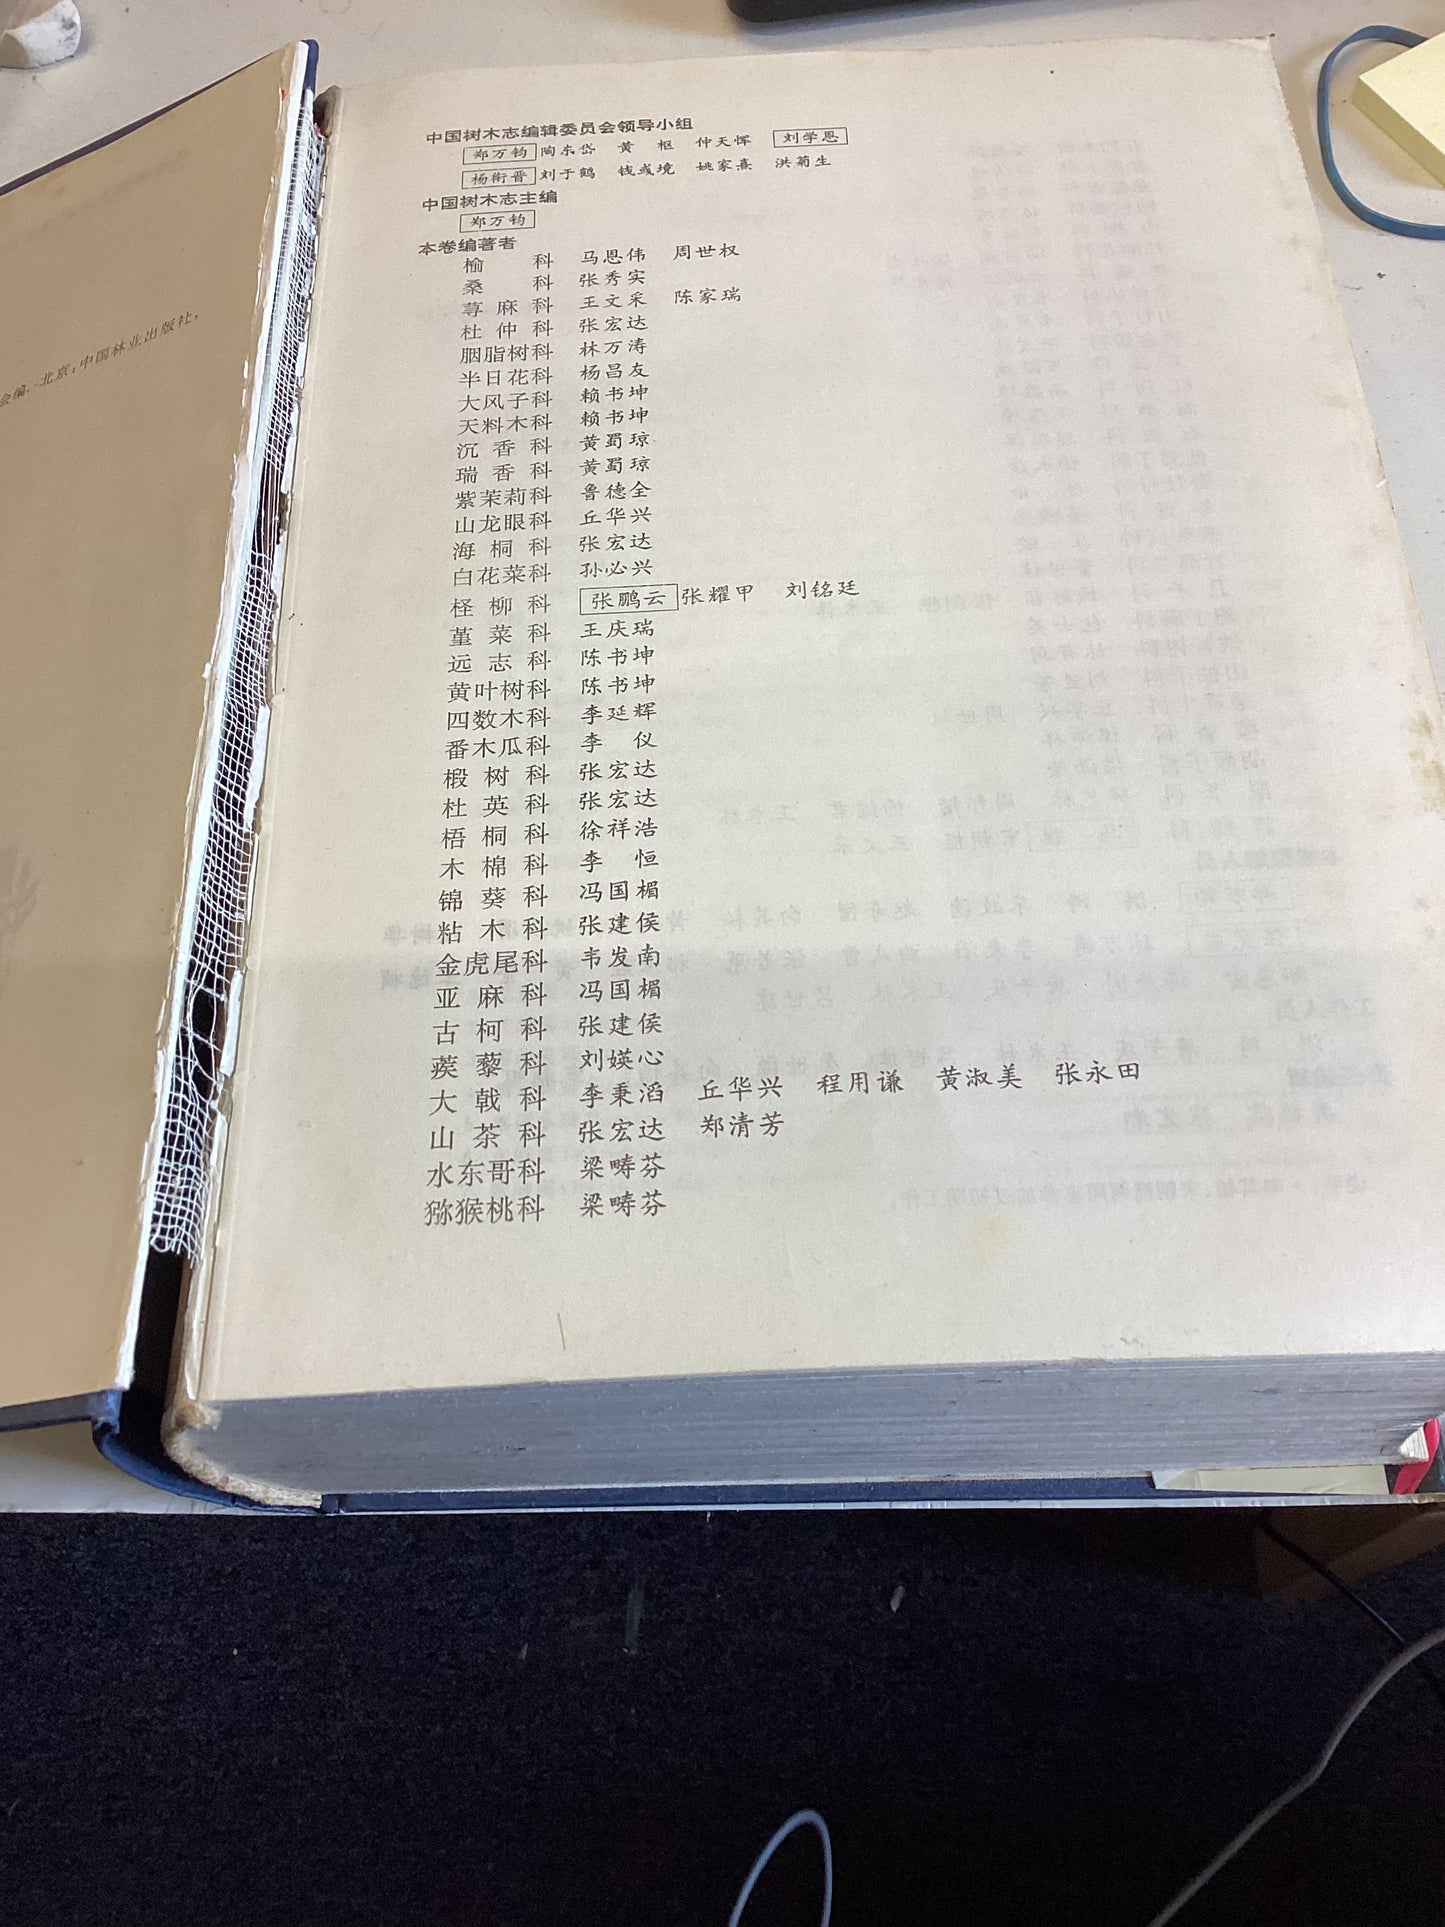 会编.-北京：中国林业出版社，
中国树木志编辑委员会领导小组
郑万钧 陶东岱 黄 枢 仲天恽 刘学恩
杨衔晋 刘于鹤 钱彧境 姚家熹 洪菊生
中国树木志主编
郑万钧
本卷编著者
榆 科 马恩伟 周世权
桑 科 张秀实
荨麻科 王文采 陈家瑞
杜仲科 张宏达
胭脂树科 林万涛
半日花科 杨昌友
大风子科 赖书坤
天料木科 赖书坤
沉香科 黄蜀琼
瑞香科 黄蜀琼
紫茉莉科 鲁德全
山龙眼科 丘华兴
海桐科 张宏达
白花菜科 孙必兴
柽柳科 张鹏云 张耀甲 刘铭廷
堇菜科 王庆瑞
远志科 陈书坤
黄叶树科 陈书坤
四数木科 李延辉
番木瓜科 李 仪
椴树科 张宏达
杜英科 张宏达
梧桐科 徐祥浩
木棉科 李 恒
锦葵科 冯国楣
粘木科 张建侯
金虎尾科 韦发南
亚麻科 冯国楣
古柯科 张建侯
蒺藜科 刘媖心
大戟科 李秉滔 丘华兴 程用谦 黄淑美 张永田
山茶科 张宏达 郑清芳
水东哥科 梁畴芬
猕猴桃科 梁畴芬